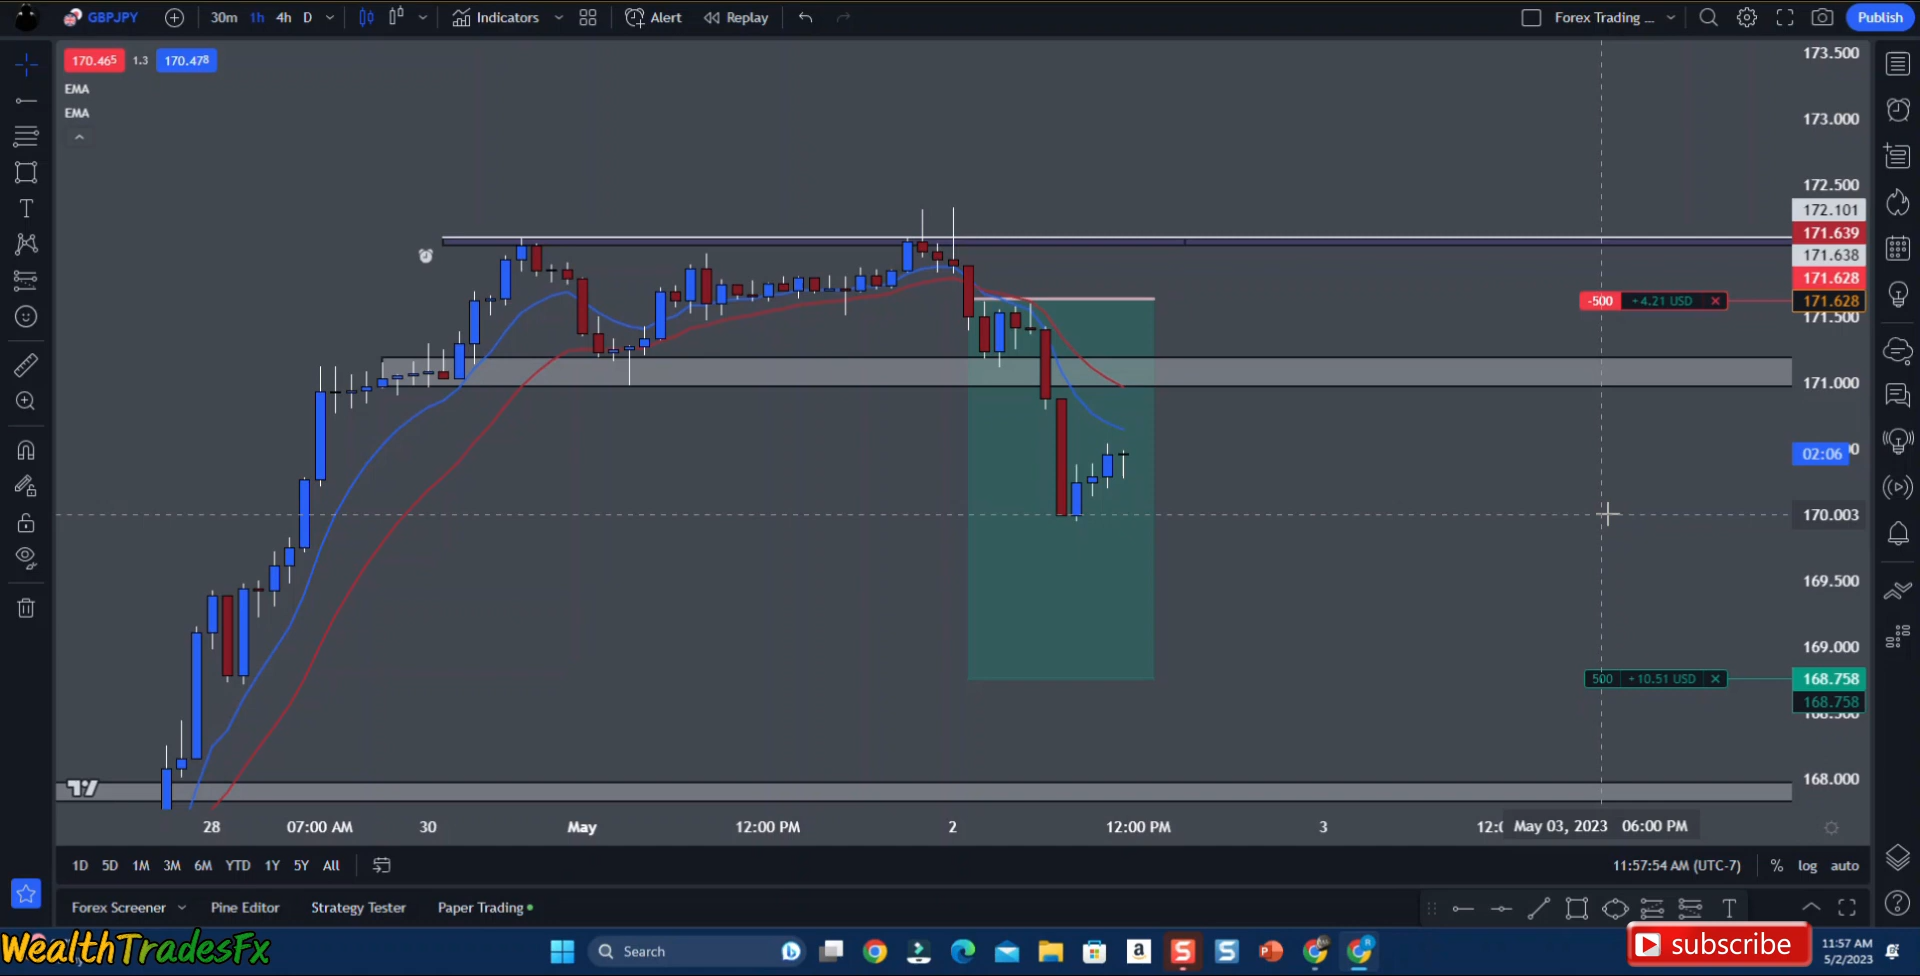 GBPJPY 30m 1h 4h D Indicators Alert Replay Forex Trading ... Publish
170.465 1.3 170.478
EMA
EMA
173.500
173.000
172.500
172.101
171.639
171.638
171.628
-500 +4.21 USD × 171.628
171.500
171.000
02:06
170.003
169.500
169.000
500 +10.51 USD × 168.758
168.758
168.500
168.000
28 07:00 AM 30 May 12:00 PM 2 12:00 PM 3 May 03, 2023 06:00 PM
1D 5D 1M 3M 6M YTD 1Y 5Y All 11:57:54 AM (UTC-7) % log auto
Forex Screener Pine Editor Strategy Tester Paper Trading
WealthTradesFx Search subscribe 11:57 AM
5/2/2023